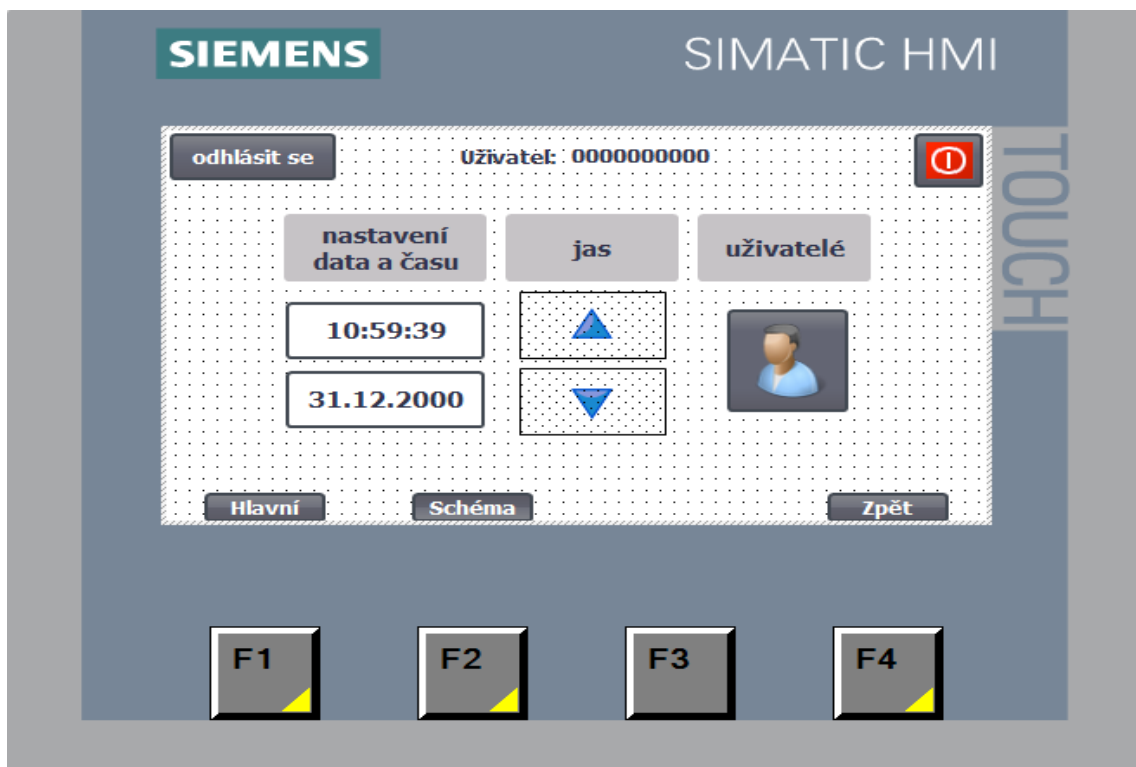 SIEMENS
SIMATIC HMI
TOUCH
odhlásit se
Uživatel: 0000000000
nastavení
data a času
jas
uživatelé
10:59:39
31.12.2000
Hlavní
Schéma
Zpět
F1
F2
F3
F4